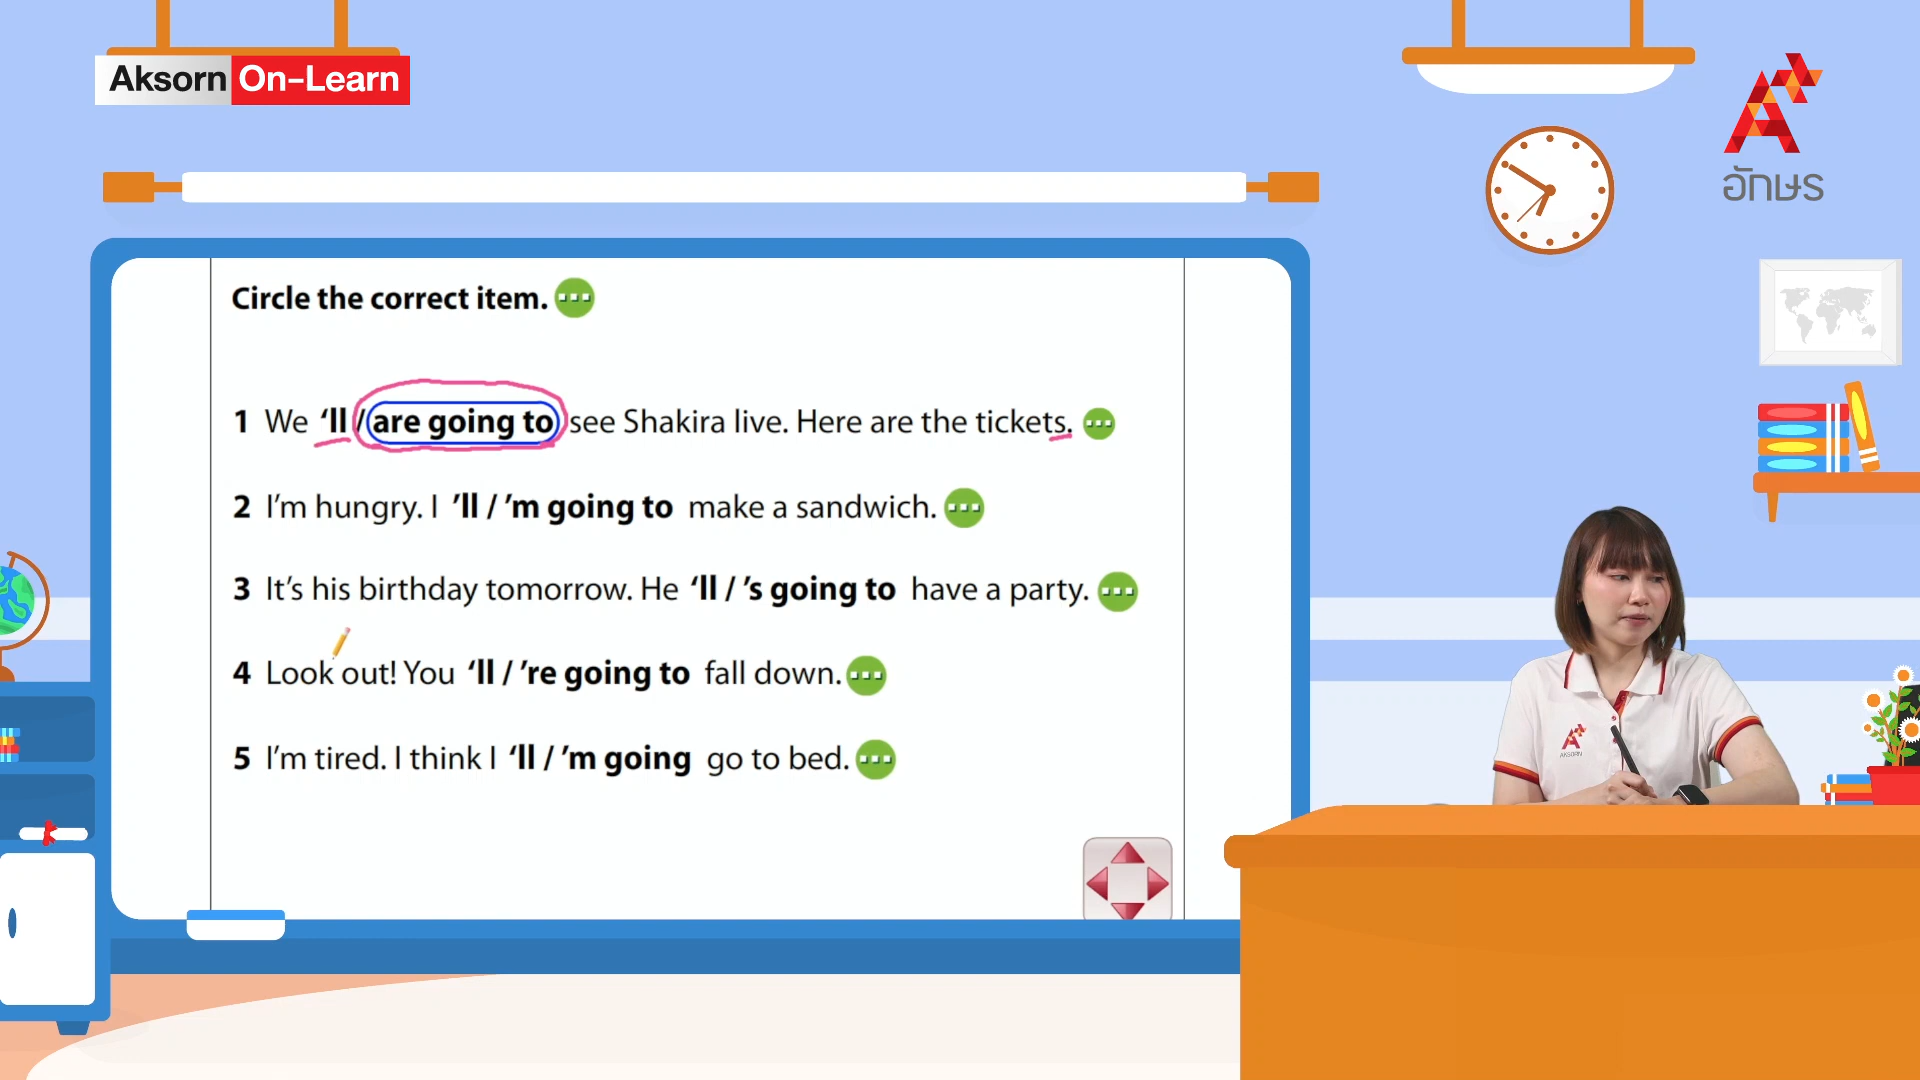 Aksorn On-Learn
อักษร
Circle the correct item.
1 We ‘ll / are going to see Shakira live. Here are the tickets.
2 I’m hungry. I ’ll / ’m going to make a sandwich.
3 It’s his birthday tomorrow. He ‘ll / ’s going to have a party.
4 Look out! You ‘ll / ’re going to fall down.
5 I’m tired. I think I ‘ll / ’m going go to bed.
AKSORN